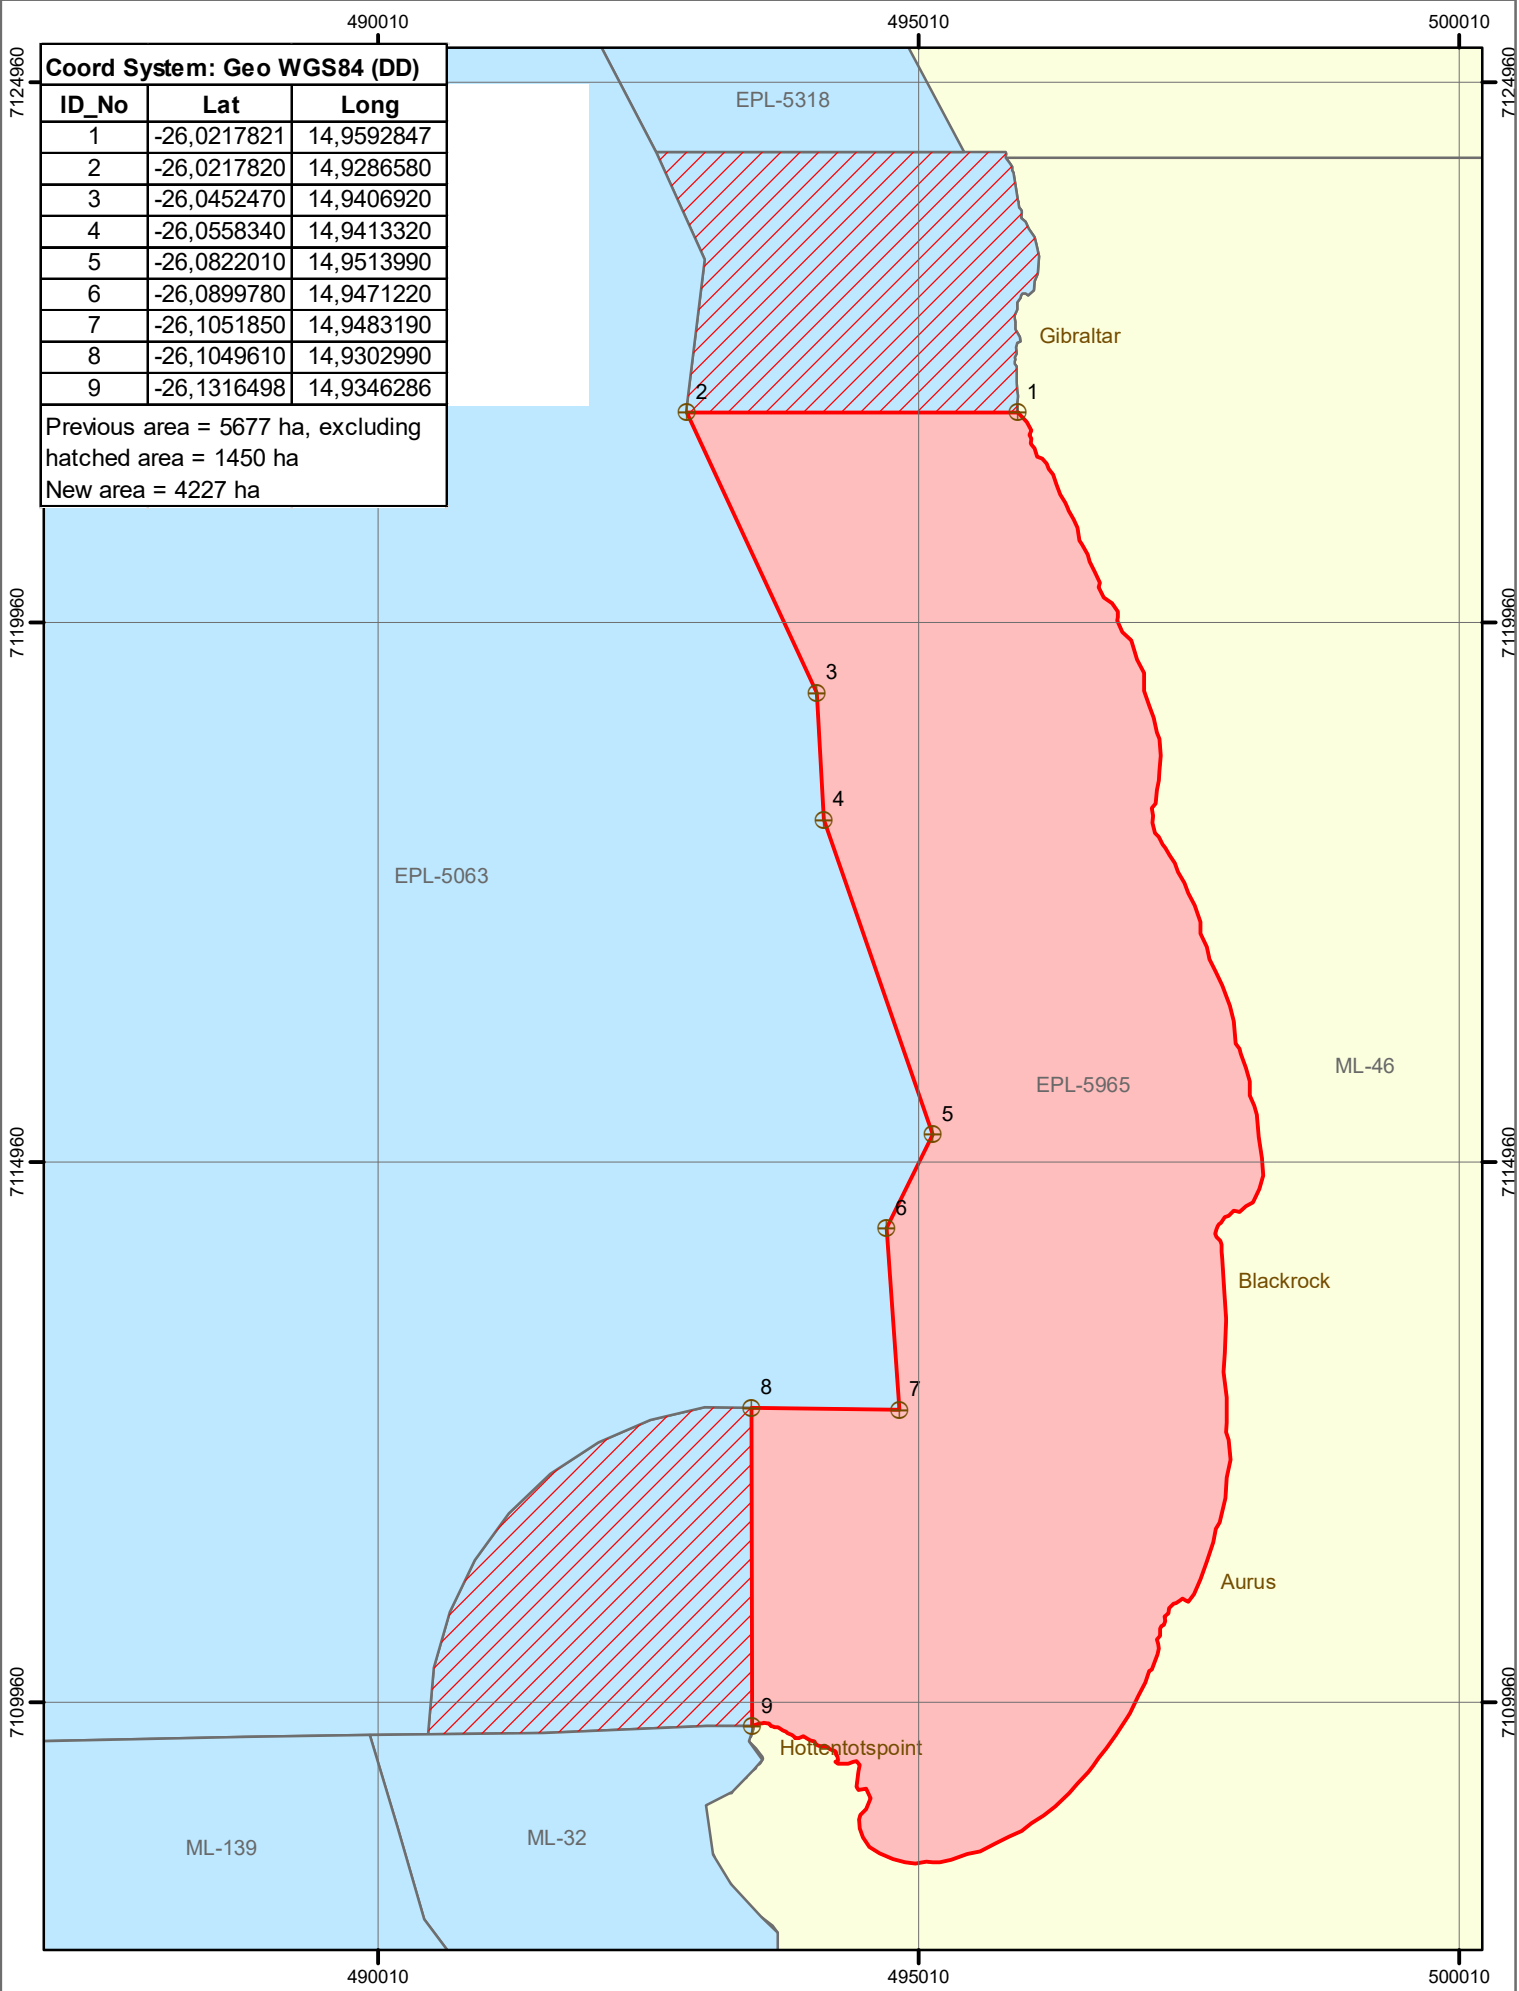 490010 495010 500010
Coord System: Geo WGS84 (DD)
ID_No Lat Long
1 -26,0217821 14,9592847
2 -26,0217820 14,9286580
3 -26,0452470 14,9406920
4 -26,0558340 14,9413320
5 -26,0822010 14,9513990
6 -26,0899780 14,9471220
7 -26,1051850 14,9483190
8 -26,1049610 14,9302990
9 -26,1316498 14,9346286
Previous area = 5677 ha, excluding
hatched area = 1450 ha
New area = 4227 ha
7124960 7124960
EPL-5318
Gibraltar
2 1
7119960 7119960
3
4
EPL-5063
ML-46
EPL-5965
5
7114960 7114960
6
Blackrock
8 7
Aurus
7109960 7109960
9
Hottentotspoint
ML-32
ML-139
490010 495010 500010